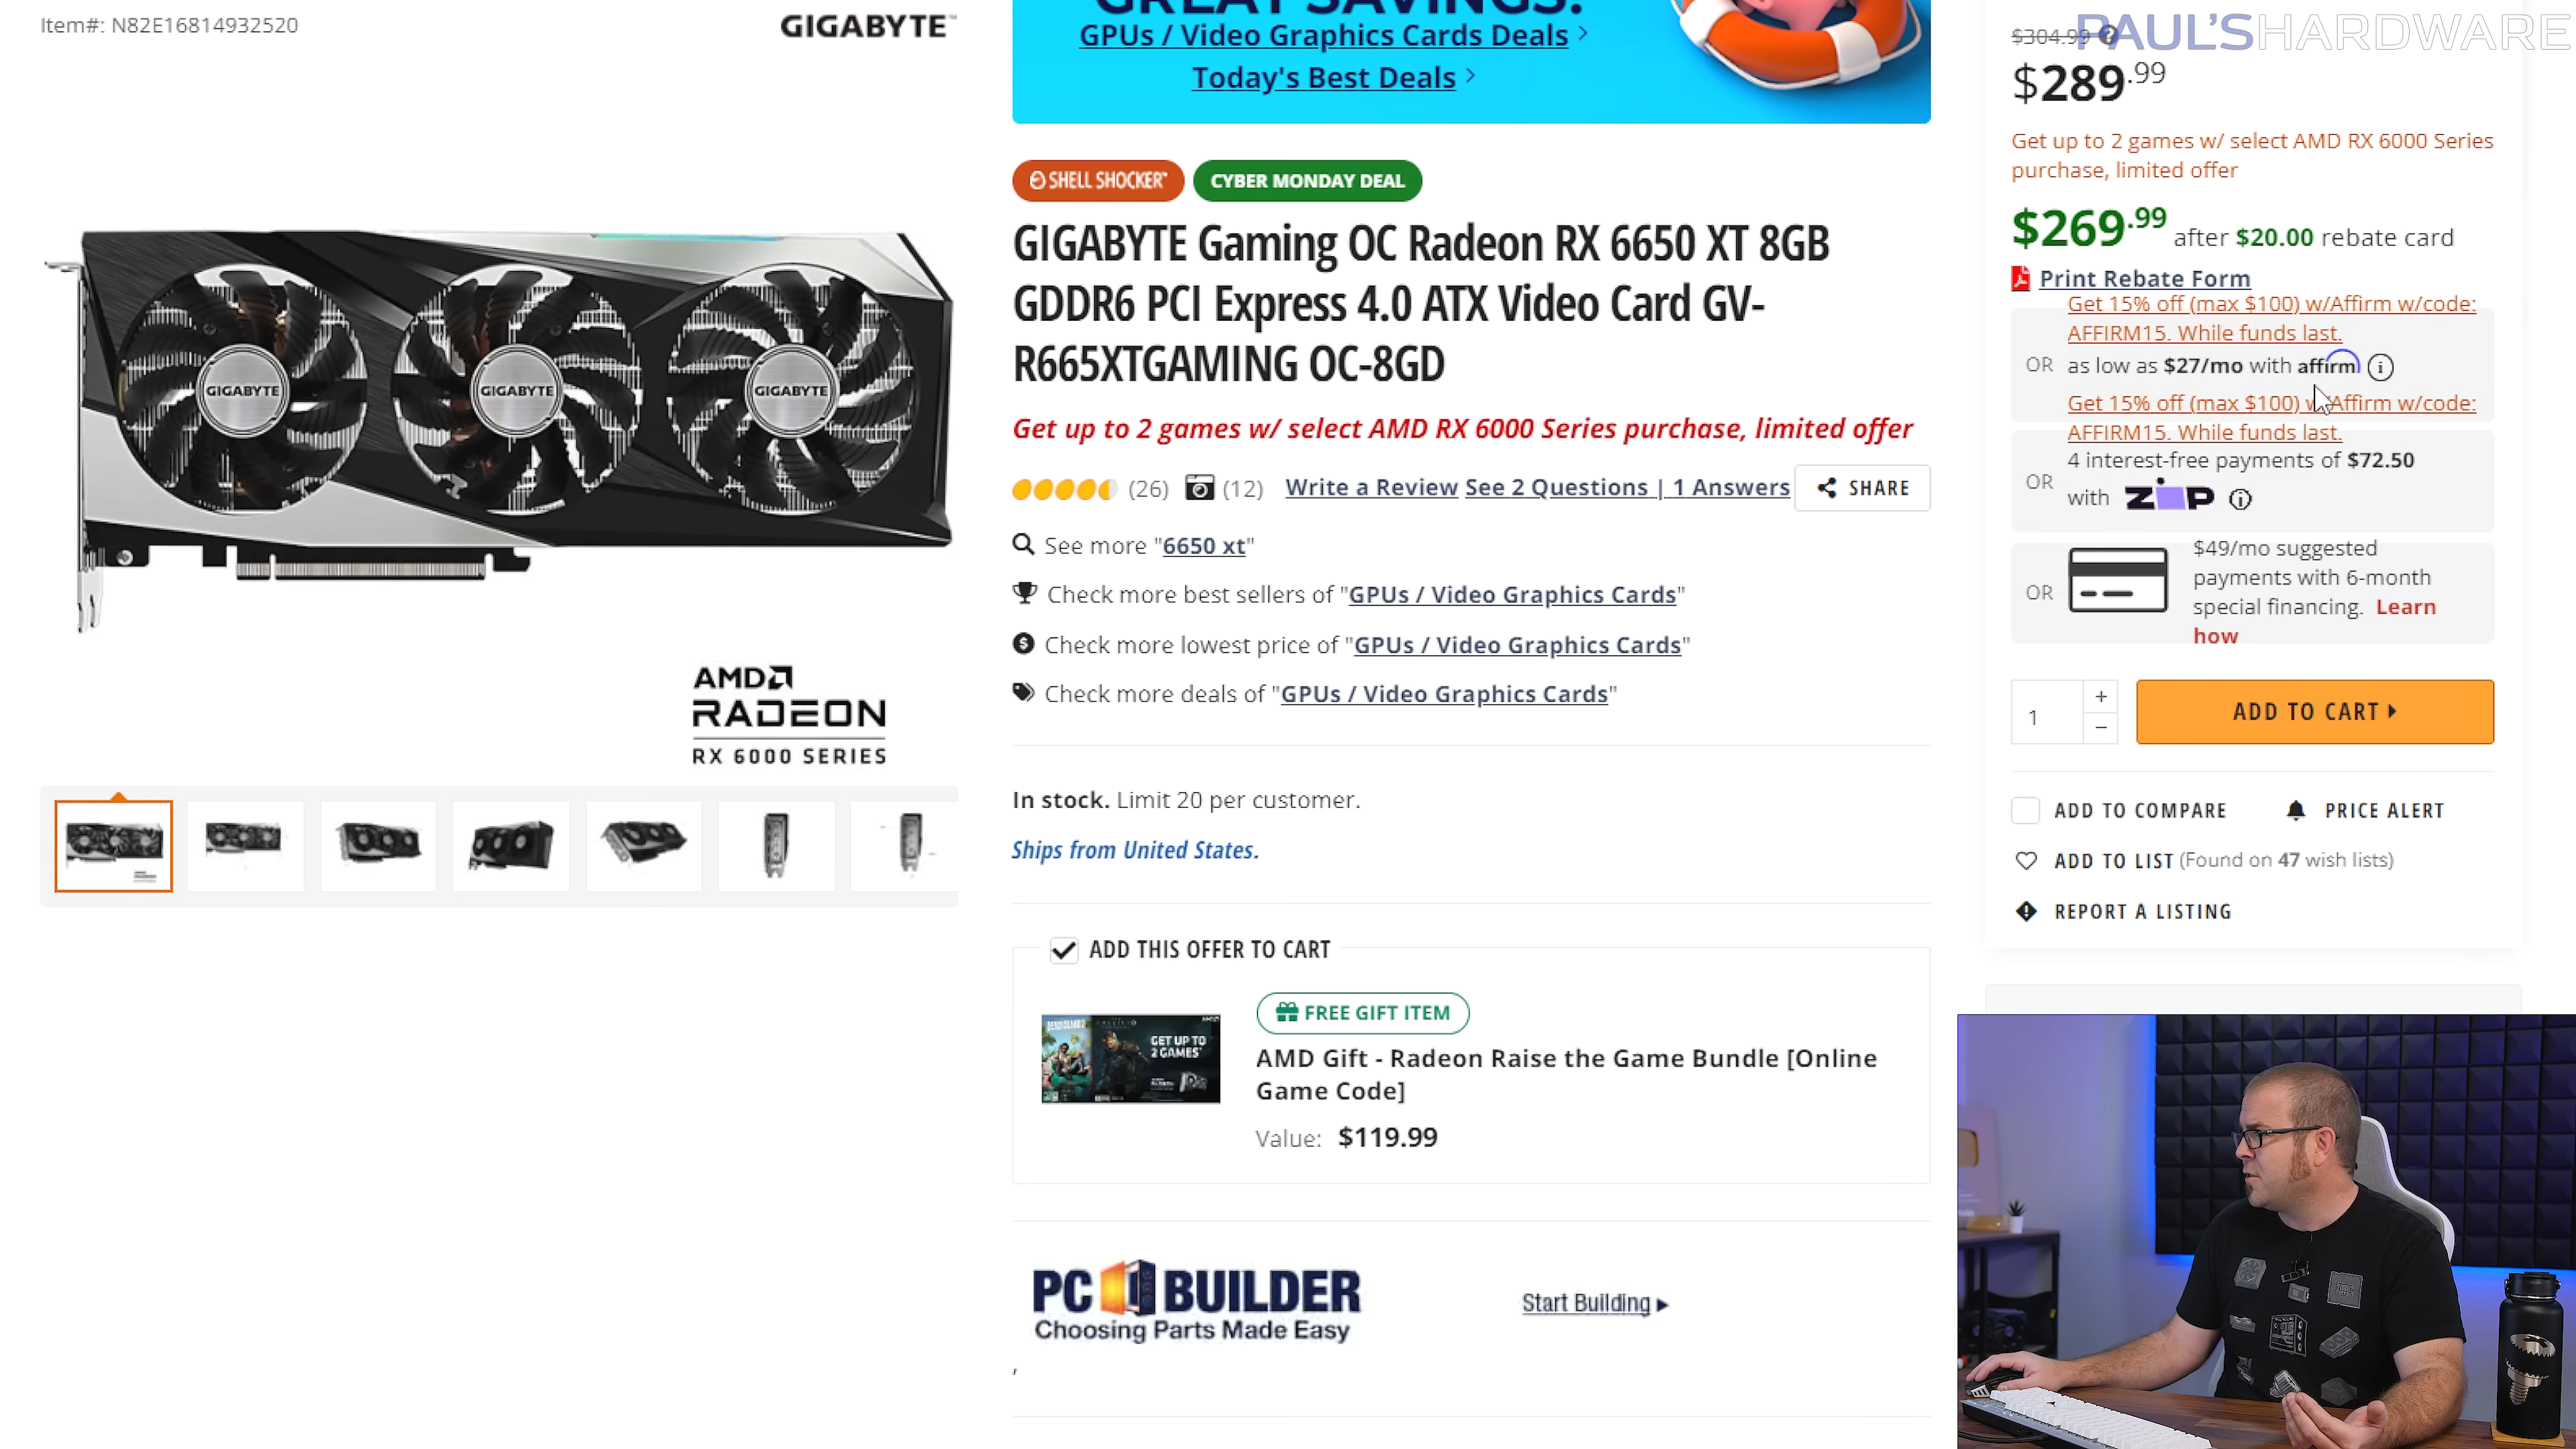 Item#: N82E16814932520
GIGABYTE™
GPUs / Video Graphics Cards Deals
Today's Best Deals
PAUL'SHARDWARE
$304.99
$289.99
Get up to 2 games w/ select AMD RX 6000 Series
purchase, limited offer
$269.99 after $20.00 rebate card
Print Rebate Form
Get 15% off (max $100) w/Affirm w/code:
AFFIRM15. While funds last.
OR as low as $27/mo with affirm
Get 15% off (max $100) w/Affirm w/code:
AFFIRM15. While funds last.
4 interest-free payments of $72.50
OR
with ZIP
$49/mo suggested
payments with 6-month
OR
special financing. Learn
how
1 + −
ADD TO CART
ADD TO COMPARE PRICE ALERT
ADD TO LIST (Found on 47 wish lists)
REPORT A LISTING
SHELL SHOCKER™ CYBER MONDAY DEAL
GIGABYTE Gaming OC Radeon RX 6650 XT 8GB
GDDR6 PCI Express 4.0 ATX Video Card GV-
R665XTGAMING OC-8GD
Get up to 2 games w/ select AMD RX 6000 Series purchase, limited offer
(26) (12) Write a Review See 2 Questions | 1 Answers SHARE
See more "6650 xt"
Check more best sellers of "GPUs / Video Graphics Cards"
Check more lowest price of "GPUs / Video Graphics Cards"
Check more deals of "GPUs / Video Graphics Cards"
In stock. Limit 20 per customer.
Ships from United States.
ADD THIS OFFER TO CART
FREE GIFT ITEM
AMD Gift - Radeon Raise the Game Bundle [Online
Game Code]
Value: $119.99
GET UP TO
2 GAMES
PC BUILDER
Choosing Parts Made Easy
Start Building
,
GIGABYTE
GIGABYTE
GIGABYTE
AMD
RADEON
RX 6000 SERIES